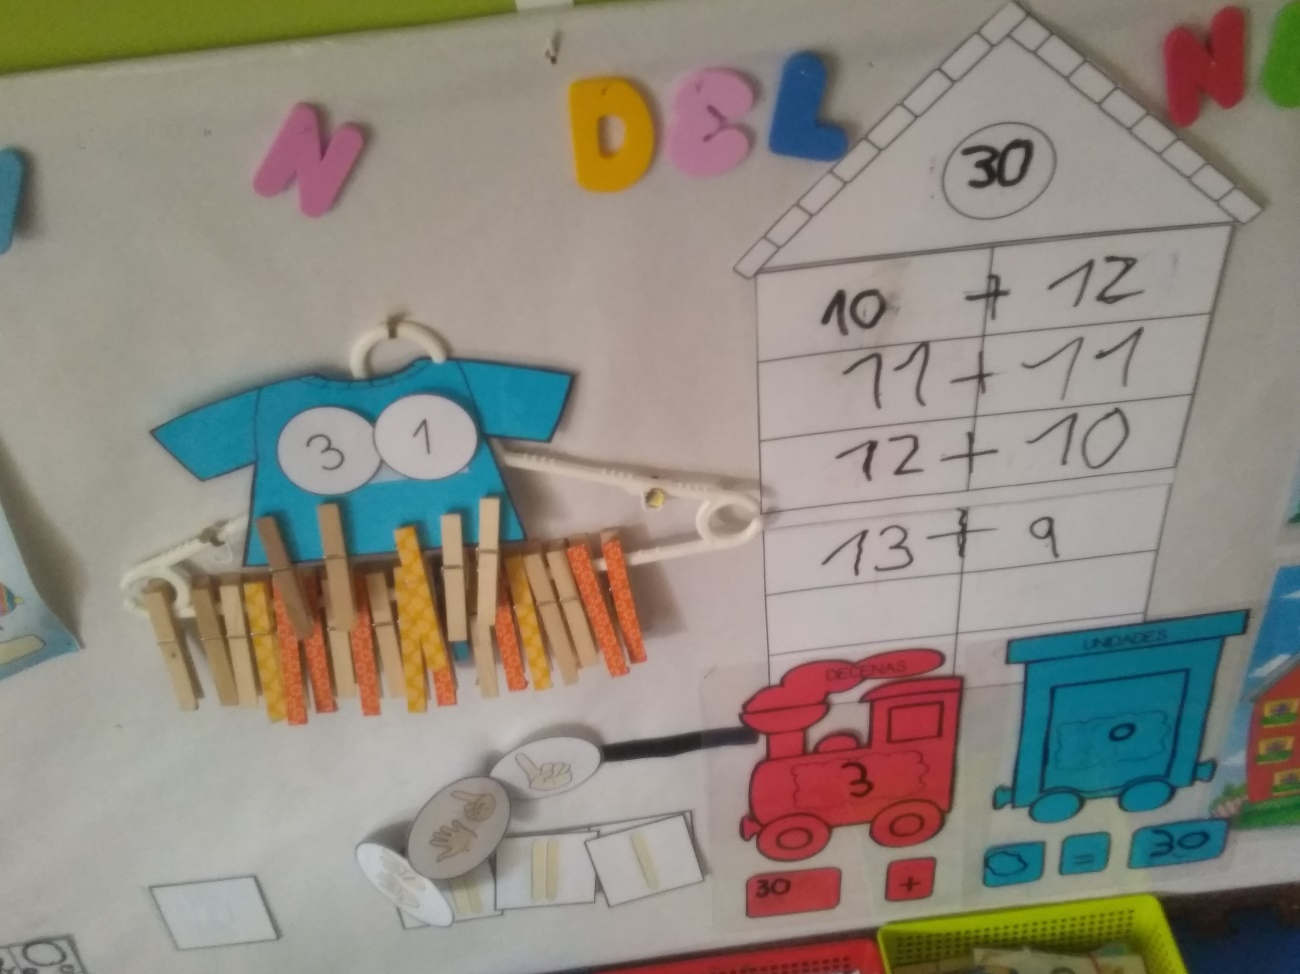 N DEL N
30
10 + 12
11 + 11
12 + 10
13 + 9
3 1
DECENAS
3
30 +
UNIDADES
0
0 = 30